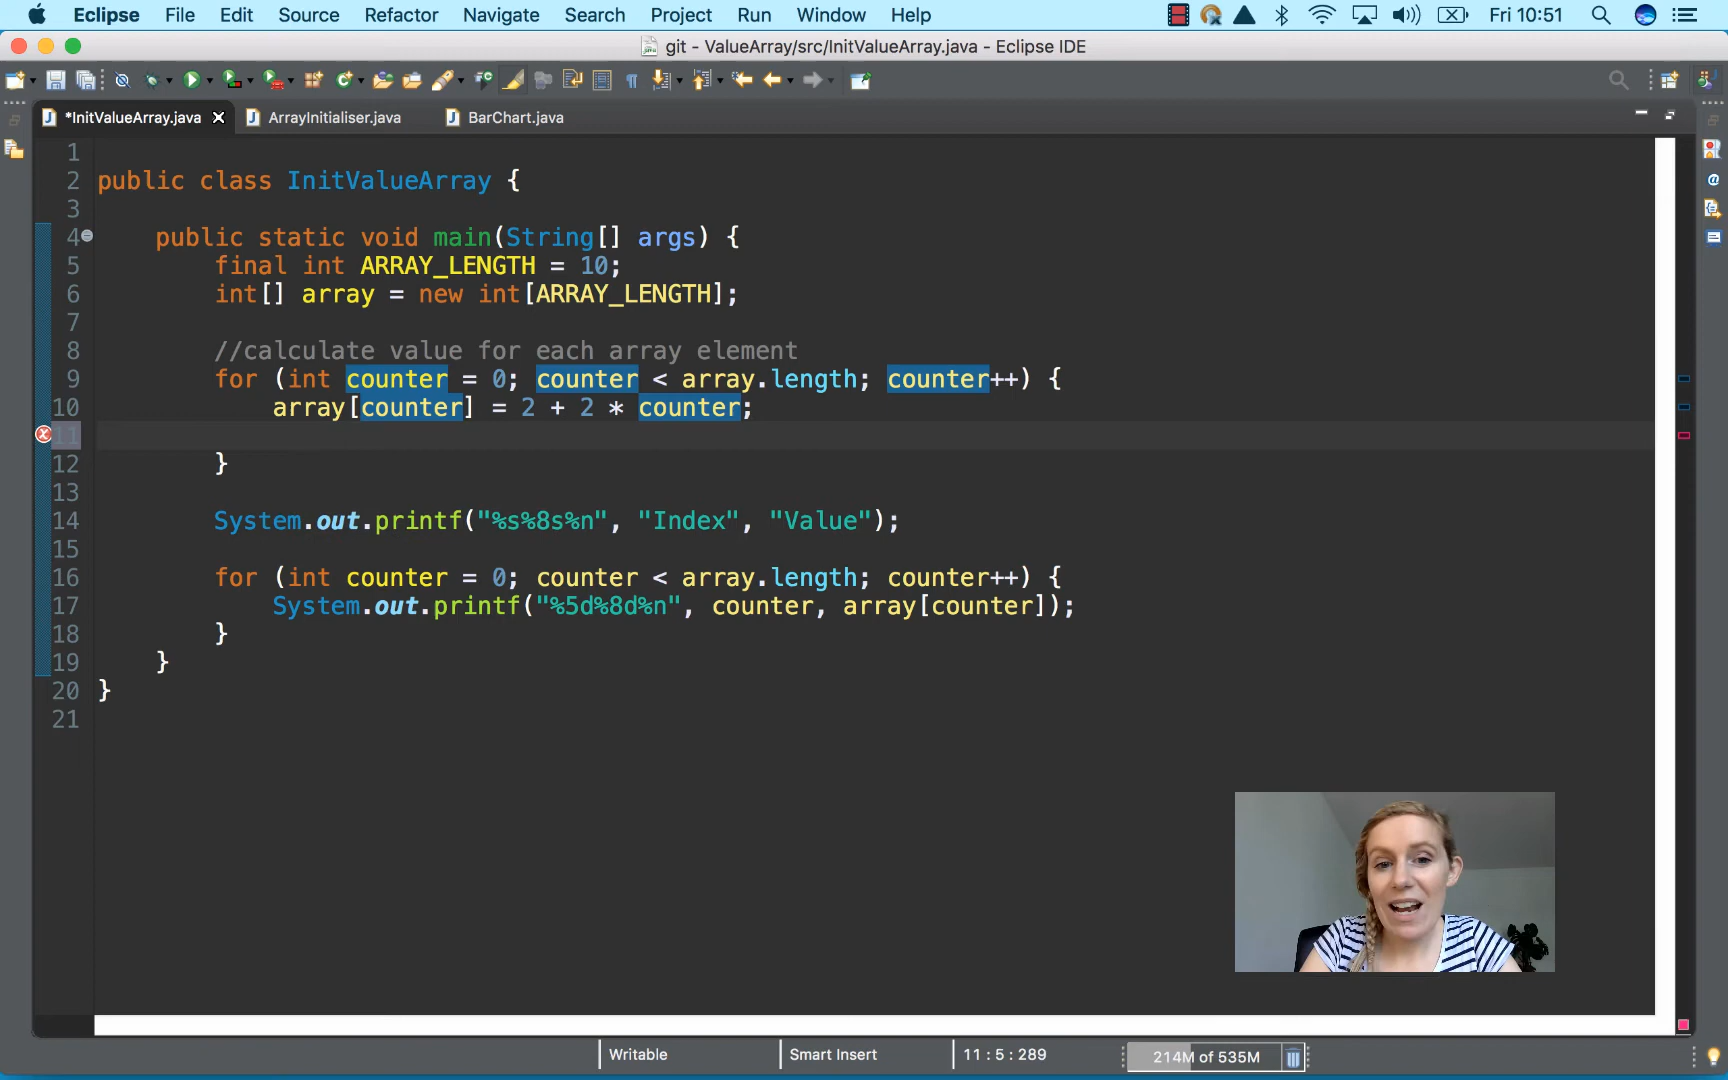 Eclipse File Edit Source Refactor Navigate Search Project Run Window Help Fri 10:51
git - ValueArray/src/InitValueArray.java - Eclipse IDE
*InitValueArray.java ArrayInitialiser.java BarChart.java
1
2 public class InitValueArray {
3
4 public static void main(String[] args) {
5 final int ARRAY_LENGTH = 10;
6 int[] array = new int[ARRAY_LENGTH];
7
8 //calculate value for each array element
9 for (int counter = 0; counter < array.length; counter++) {
10 array[counter] = 2 + 2 * counter;
11
12 }
13
14 System.out.printf("%s%8s%n", "Index", "Value");
15
16 for (int counter = 0; counter < array.length; counter++) {
17 System.out.printf("%5d%8d%n", counter, array[counter]);
18 }
19 }
20 }
21
Writable Smart Insert 11 : 5 : 289 214M of 535M